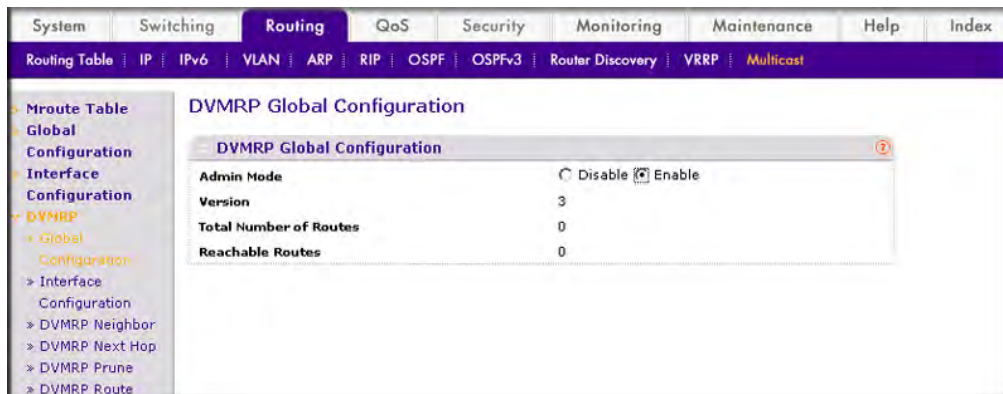 System Switching Routing QoS Security Monitoring Maintenance Help Index
Routing Table IP IPv6 VLAN ARP RIP OSPF OSPFv3 Router Discovery VRRP Multicast
Mroute Table
Global
Configuration
Interface
Configuration
DVMRP
» Global
Configuration
» Interface
Configuration
» DVMRP Neighbor
» DVMRP Next Hop
» DVMRP Prune
» DVMRP Route
DVMRP Global Configuration
DVMRP Global Configuration ?
Admin Mode Disable Enable
Version 3
Total Number of Routes 0
Reachable Routes 0